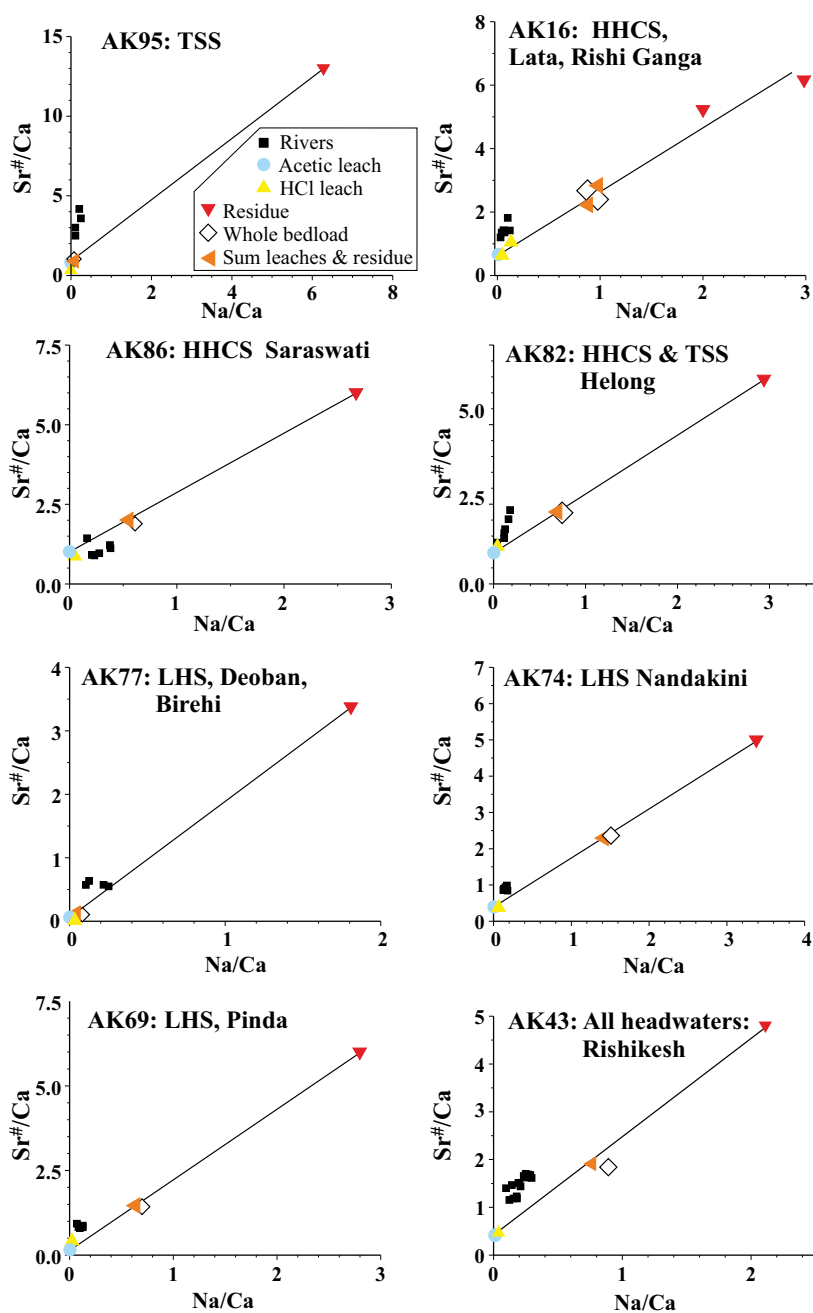 AK95: TSS
Sr#/Ca
15
10
5
0
0 2 4 6 8
Na/Ca
Rivers
Acetic leach
HCl leach
Residue
Whole bedload
Sum leaches & residue
AK16: HHCS,
Lata, Rishi Ganga
Sr#/Ca
8
6
4
2
0
0 1 2 3
Na/Ca
AK86: HHCS Saraswati
Sr#/Ca
7.5
5.0
2.5
0.0
0 1 2 3
Na/Ca
AK82: HHCS & TSS
Helong
Sr#/Ca
5.0
2.5
0.0
0 1 2 3
Na/Ca
AK77: LHS, Deoban,
Birehi
Sr#/Ca
4
3
2
1
0
0 1 2
Na/Ca
AK74: LHS Nandakini
Sr#/Ca
7
6
5
4
3
2
1
0
0 1 2 3 4
Na/Ca
AK69: LHS, Pinda
Sr#/Ca
7.5
5.0
2.5
0.0
0 1 2 3
Na/Ca
AK43: All headwaters:
Rishikesh
Sr#/Ca
5
4
3
2
1
0
0 1 2
Na/Ca